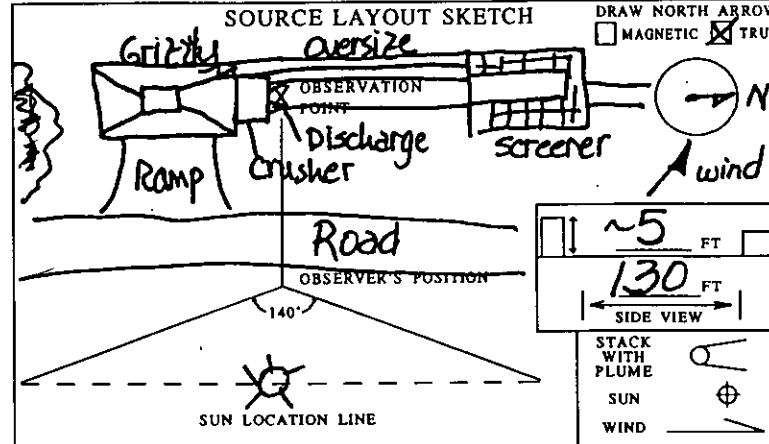 SOURCE LAYOUT SKETCH
DRAW NORTH ARROW
MAGNETIC TRU
Grizzly
oversize
OBSERVATION
POINT
N
Discharge
Crusher
screener
Ramp
wind
Road
~5 FT
OBSERVER'S POSITION
130 FT
140°
SIDE VIEW
STACK
WITH
PLUME
SUN
SUN LOCATION LINE
WIND